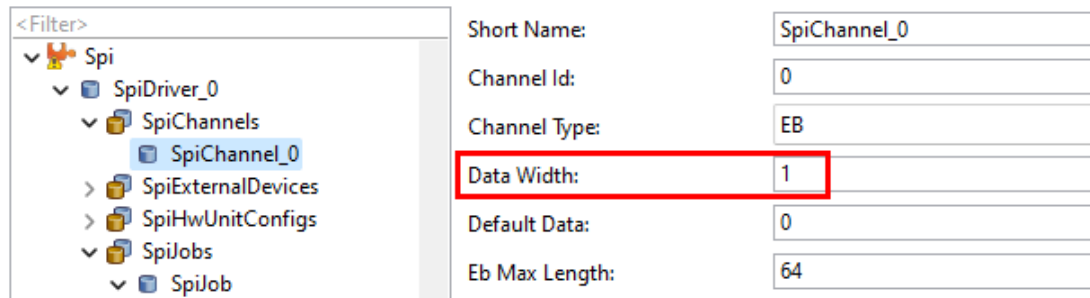 <Filter>
Spi
SpiDriver_0
SpiChannels
SpiChannel_0
SpiExternalDevices
SpiHwUnitConfigs
SpiJobs
SpiJob
Short Name: SpiChannel_0
Channel Id: 0
Channel Type: EB
Data Width: 1
Default Data: 0
Eb Max Length: 64